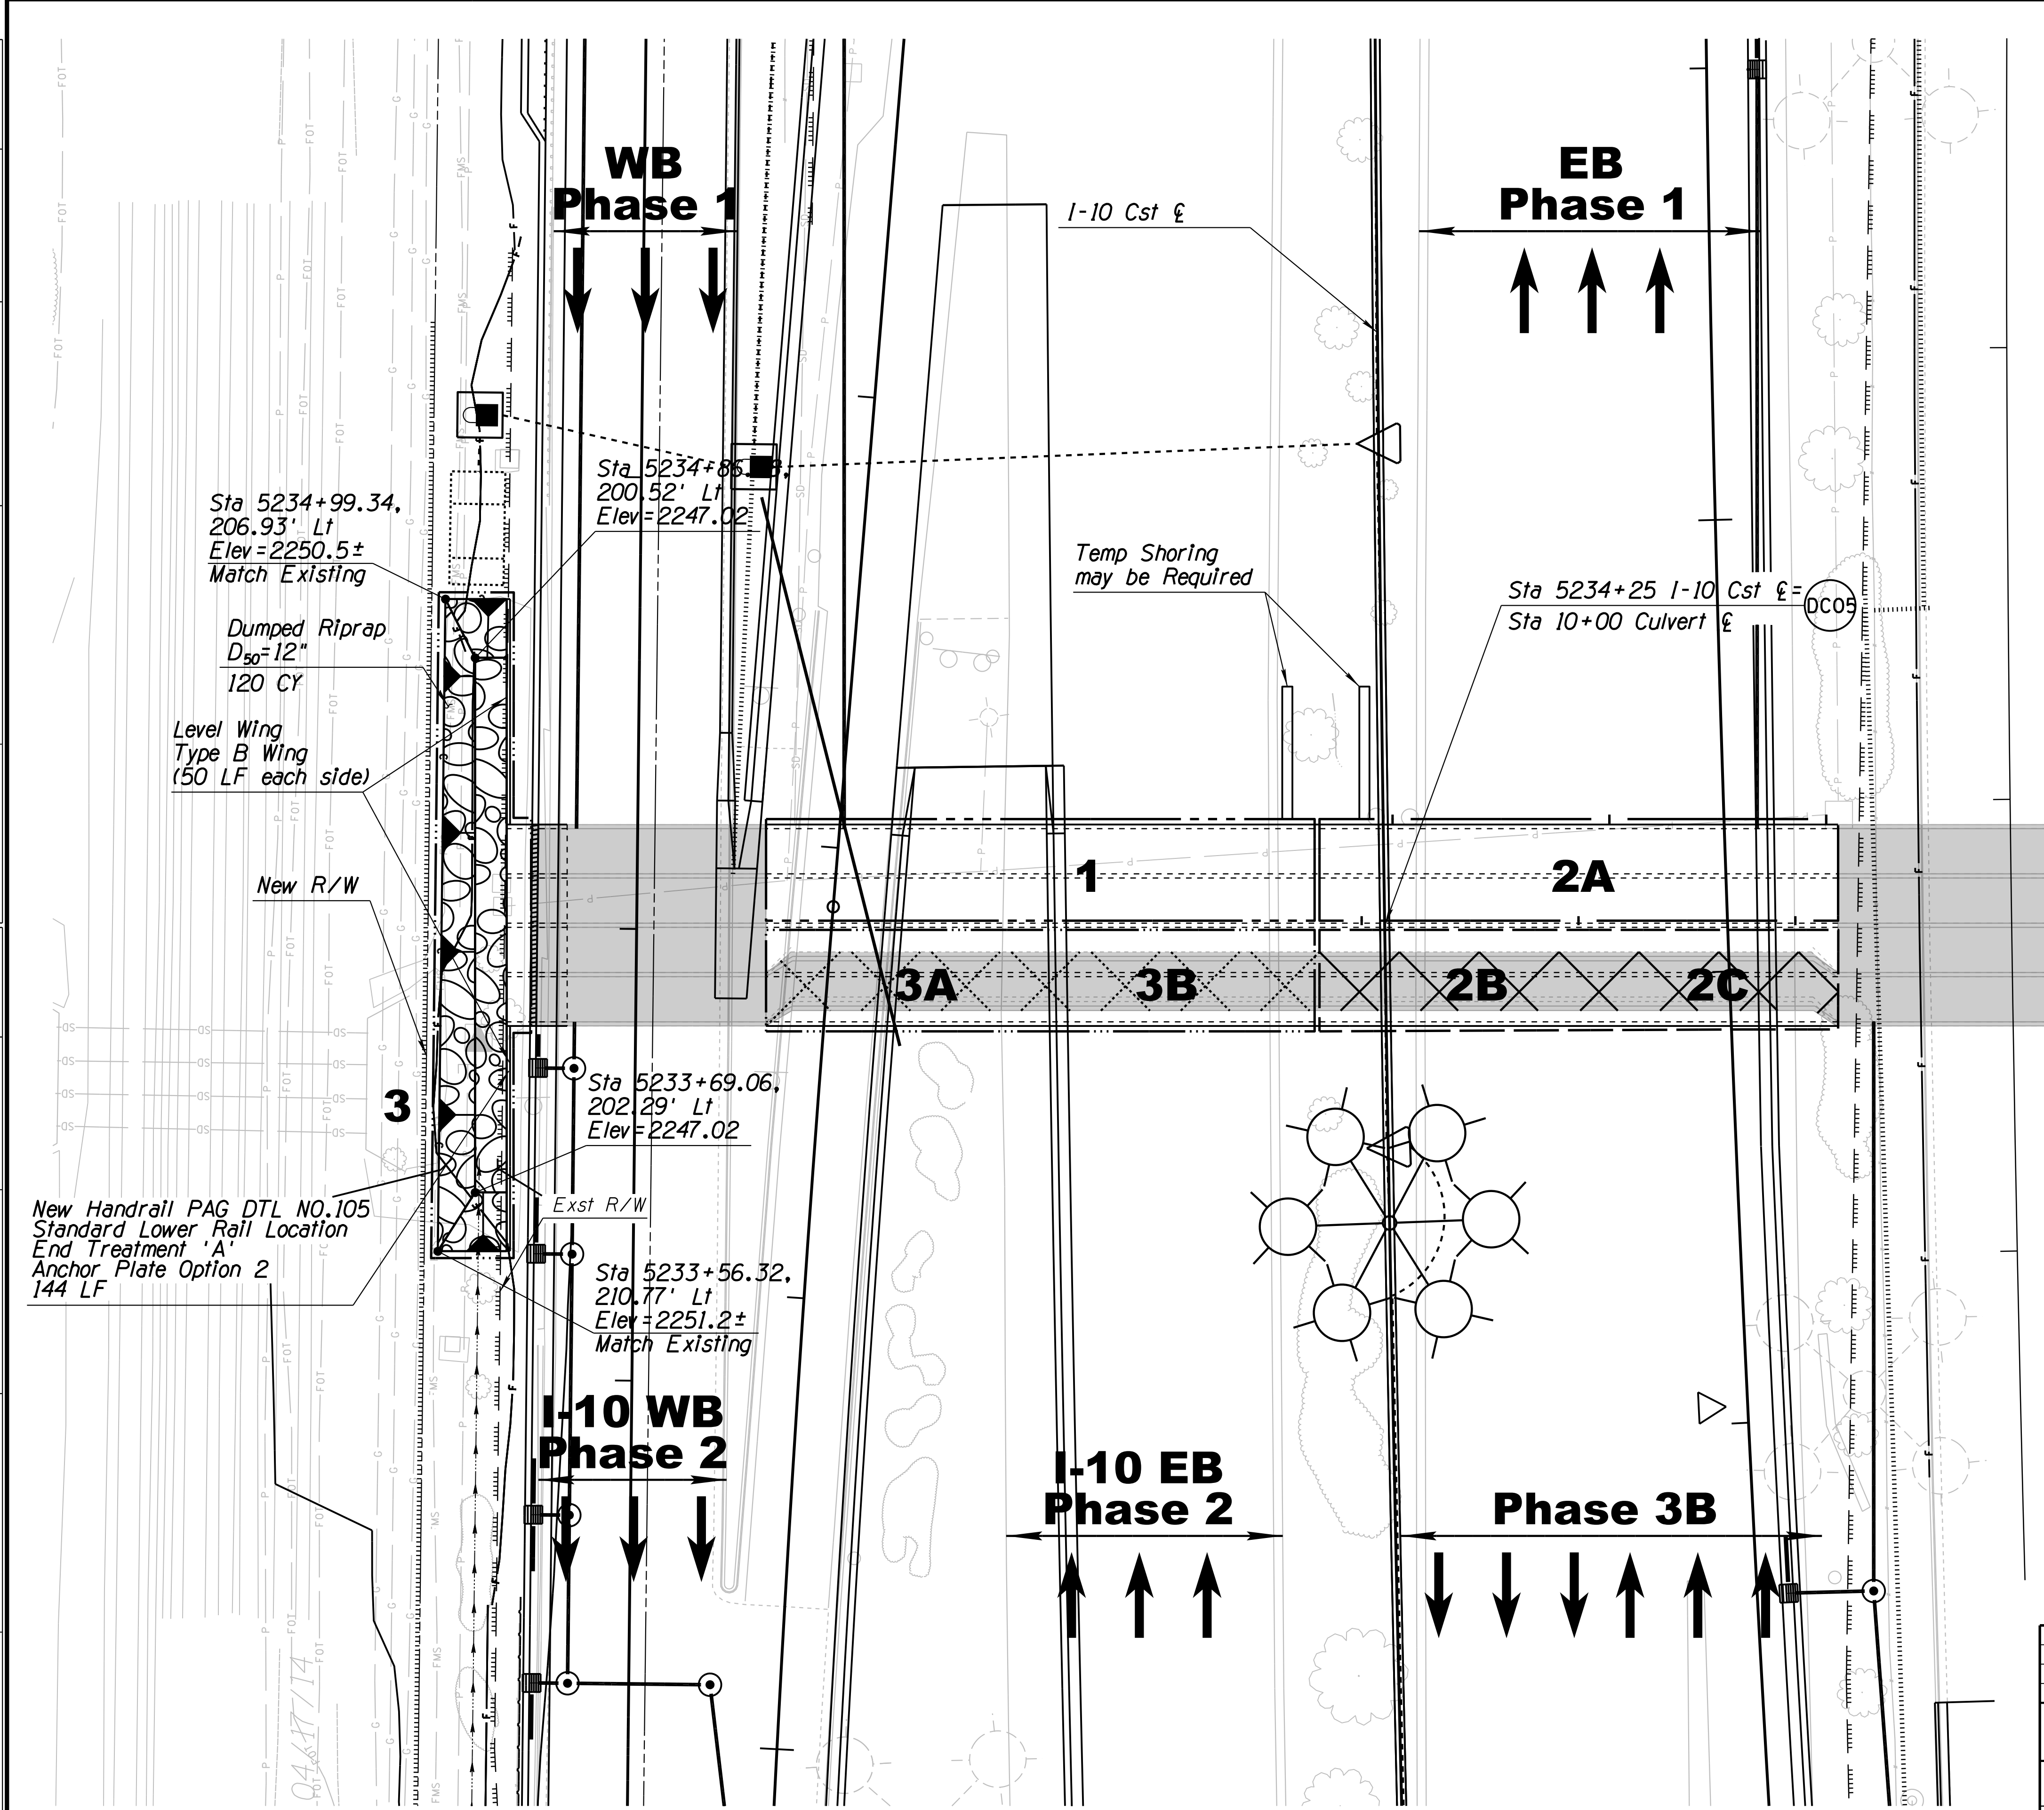 WB
Phase 1
EB
Phase 1
I-10 Cst ℄
Sta 5234+99.34,
206.93' Lt
Elev=2250.5±
Match Existing
200.52' Lt
Elev=2247.02
Temp Shoring
may be Required
Sta 5234+25 I-10 Cst ℄=
Sta 10+00 Culvert ℄
DC05
Dumped Riprap
D50=12"
120 CY
Level Wing
Type B Wing
(50 LF each side)
New R/W
1
2A
3A
3B
2B
2C
3
Sta 5233+69.06,
202.29' Lt
Elev=2247.02
Exst R/W
New Handrail PAG DTL NO.105
Standard Lower Rail Location
End Treatment 'A'
Anchor Plate Option 2
144 LF
Sta 5233+56.32,
210.77' Lt
Elev=2251.2±
Match Existing
I-10 WB
Phase 2
I-10 EB
Phase 2
Phase 3B
04/17/14